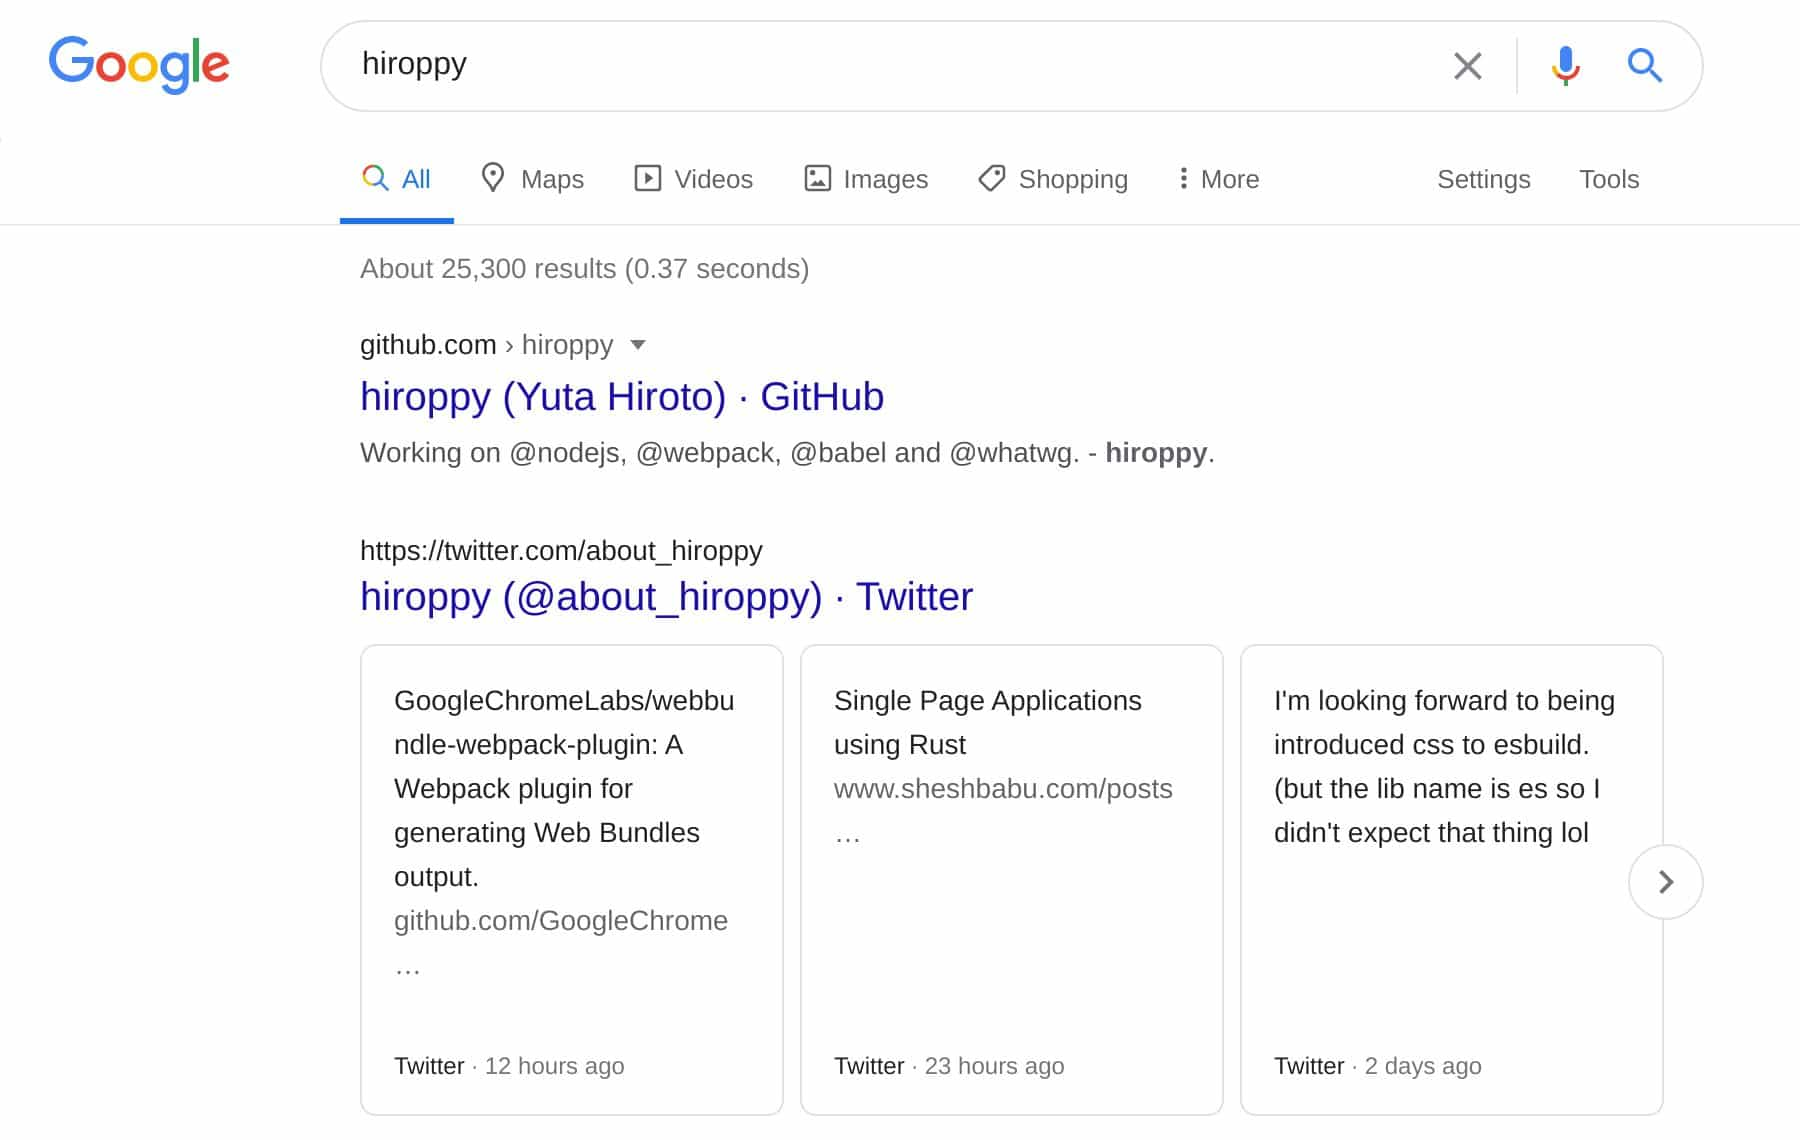 Google
hiroppy
All Maps Videos Images Shopping More Settings Tools
About 25,300 results (0.37 seconds)
github.com › hiroppy
hiroppy (Yuta Hiroto) · GitHub
Working on @nodejs, @webpack, @babel and @whatwg. - hiroppy.
https://twitter.com/about_hiroppy
hiroppy (@about_hiroppy) · Twitter
GoogleChromeLabs/webbu
ndle-webpack-plugin: A
Webpack plugin for
generating Web Bundles
output.
github.com/GoogleChrome
...
Twitter · 12 hours ago
Single Page Applications
using Rust
www.sheshbabu.com/posts
...
Twitter · 23 hours ago
I'm looking forward to being
introduced css to esbuild.
(but the lib name is es so I
didn't expect that thing lol
Twitter · 2 days ago